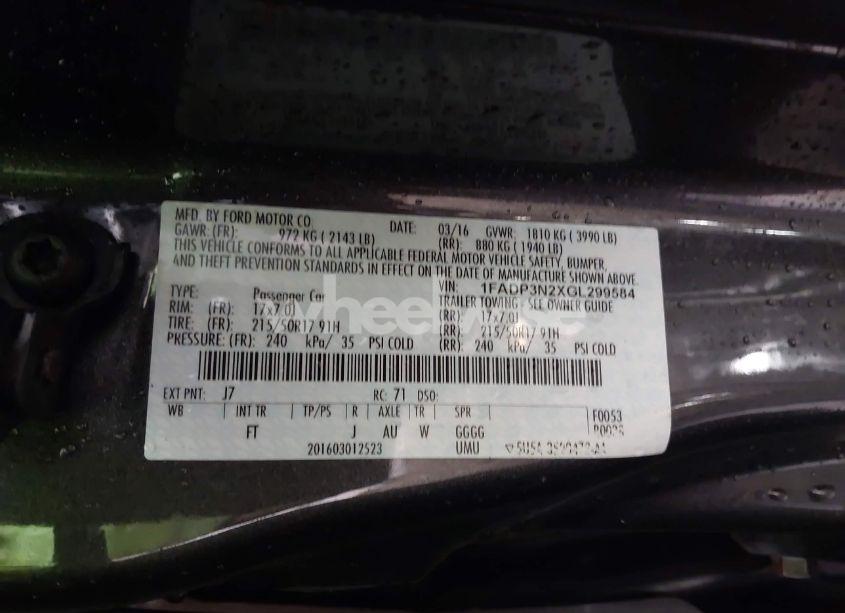 MFD. BY FORD MOTOR CO.
DATE: 03/16 GVWR: 1810 KG ( 3990 LB)
GAWR: (FR): 972 KG ( 2143 LB) (RR): 880 KG ( 1940 LB)
THIS VEHICLE CONFORMS TO ALL APPLICABLE FEDERAL MOTOR VEHICLE SAFETY, BUMPER,
AND THEFT PREVENTION STANDARDS IN EFFECT ON THE DATE OF MANUFACTURE SHOWN ABOVE.
VIN: 1FADP3N2XGL299584
TYPE: Passenger Car TRAILER TOWING - SEE OWNER GUIDE
RIM: (FR): 17x7.0J (RR): 17x7.0J
TIRE: (FR): 215/50R17 91H (RR): 215/50R17 91H
PRESSURE: (FR): 240 kPa/ 35 PSI COLD (RR): 240 kPa/ 35 PSI COLD
wheelwise
EXT PNT: J7 RC: 71 DSO:
WB INT TR TP/PS R AXLE TR SPR F0053
FT J AU W GGGG
201603012523 UMU